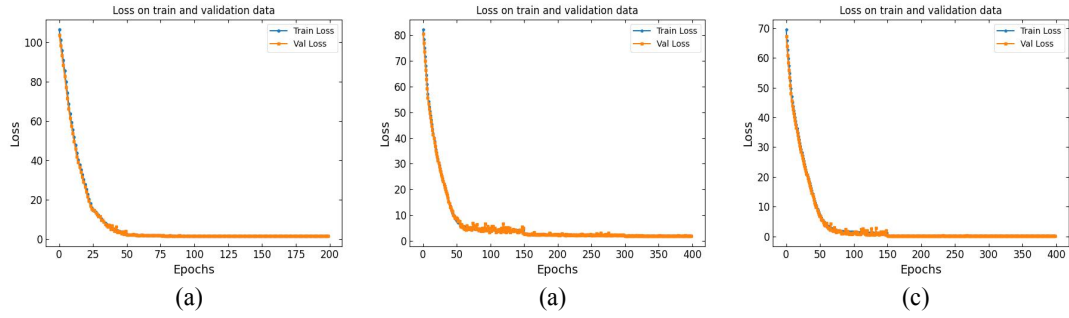 Loss on train and validation data
Train Loss
Val Loss
Loss
100
80
60
40
20
0
0 25 50 75 100 125 150 175 200
Epochs
(a)
Loss on train and validation data
Train Loss
Val Loss
Loss
80
70
60
50
40
30
20
10
0
0 50 100 150 200 250 300 350 400
Epochs
(a)
Loss on train and validation data
Train Loss
Val Loss
Loss
70
60
50
40
30
20
10
0
0 50 100 150 200 250 300 350 400
Epochs
(c)